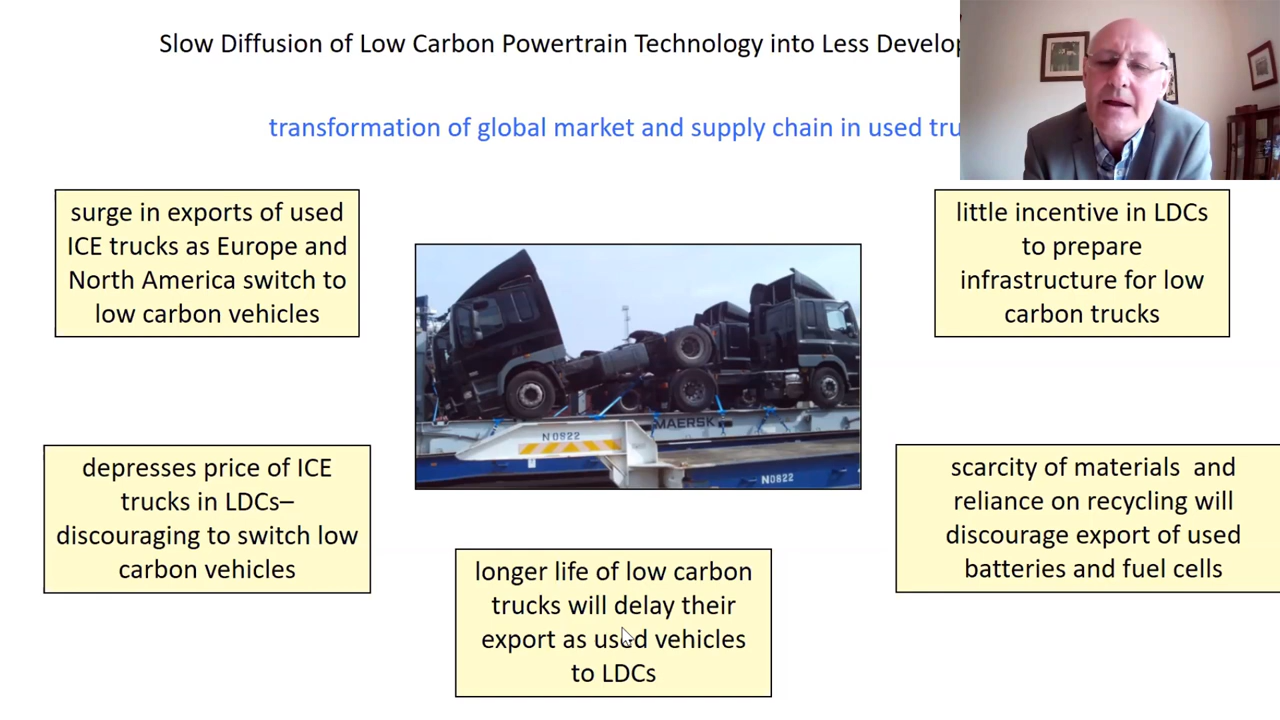 Slow Diffusion of Low Carbon Powertrain Technology into Less
transformation of global market and supply chain in used
surge in exports of used
ICE trucks as Europe and
North America switch to
low carbon vehicles
little incentive in LDCs
to prepare
infrastructure for low
carbon trucks
MAERSK
N0822
N0822
depresses price of ICE
trucks in LDCs–
discouraging to switch low
carbon vehicles
scarcity of materials and
reliance on recycling will
discourage export of used
batteries and fuel cells
longer life of low carbon
trucks will delay their
export as used vehicles
to LDCs